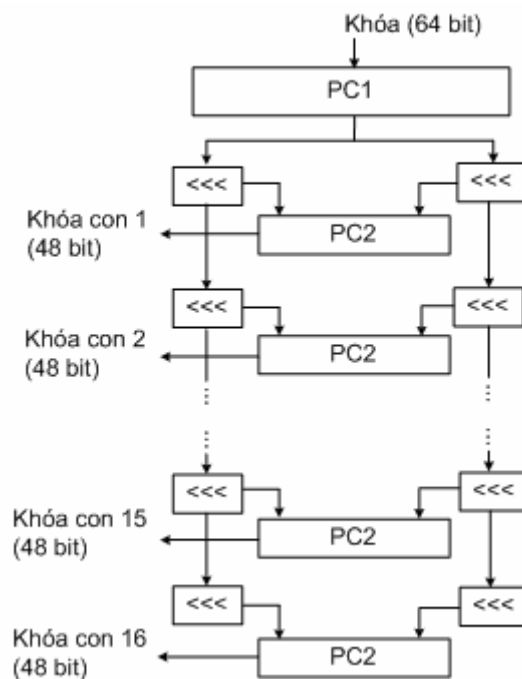 Khóa (64 bit)
PC1
<<< <<<
Khóa con 1
(48 bit)
PC2
<<< <<<
Khóa con 2
(48 bit)
PC2
<<< <<<
Khóa con 15
(48 bit)
PC2
<<< <<<
Khóa con 16
(48 bit)
PC2